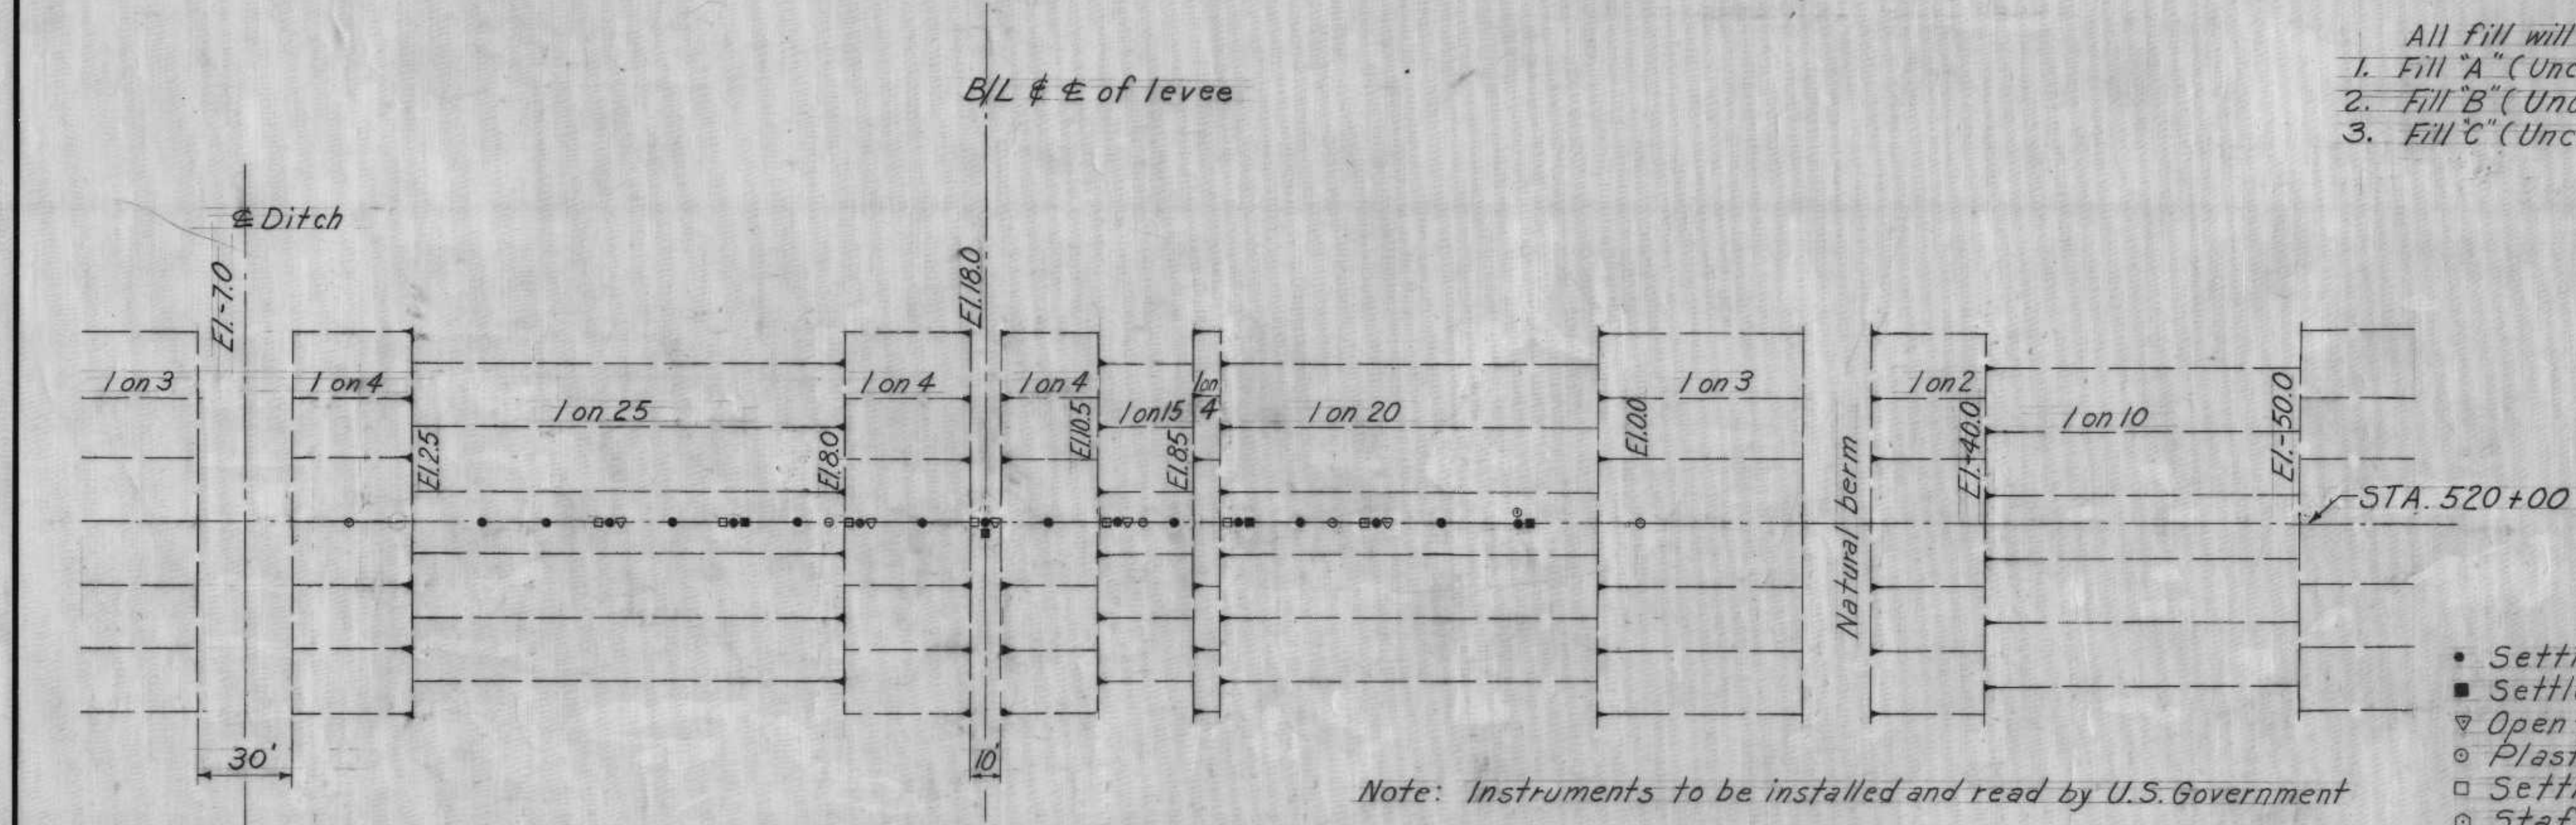 All fill will
1. Fill "A" (Unc
2. Fill "B" (Unc
3. Fill "C" (Unc
B/L & ℄ of levee
℄ Ditch
El.-7.0
El.18.0
1 on 3
1 on 4
1 on 25
1 on 4
1 on 4
1 on 15
1 on
4
1 on 20
1 on 3
1 on 2
1 on 10
El.2.5
El.8.0
El.10.5
El.8.5
El.0.0
El.-40.0
El.-50.0
Natural berm
STA. 520+00
30'
10'
Note: Instruments to be installed and read by U.S. Government
Settl
Open
Plast
Sett